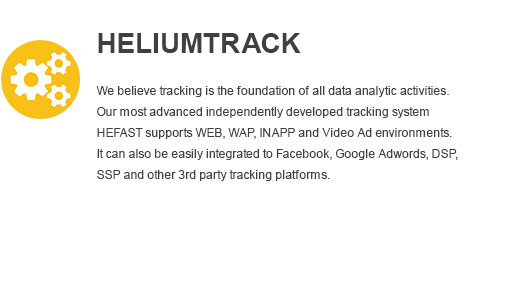 HELIUMTRACK
We believe tracking is the foundation of all data analytic activities.
Our most advanced independently developed tracking system
HEFAST supports WEB, WAP, INAPP and Video Ad environments.
It can also be easily integrated to Facebook, Google Adwords, DSP,
SSP and other 3rd party tracking platforms.